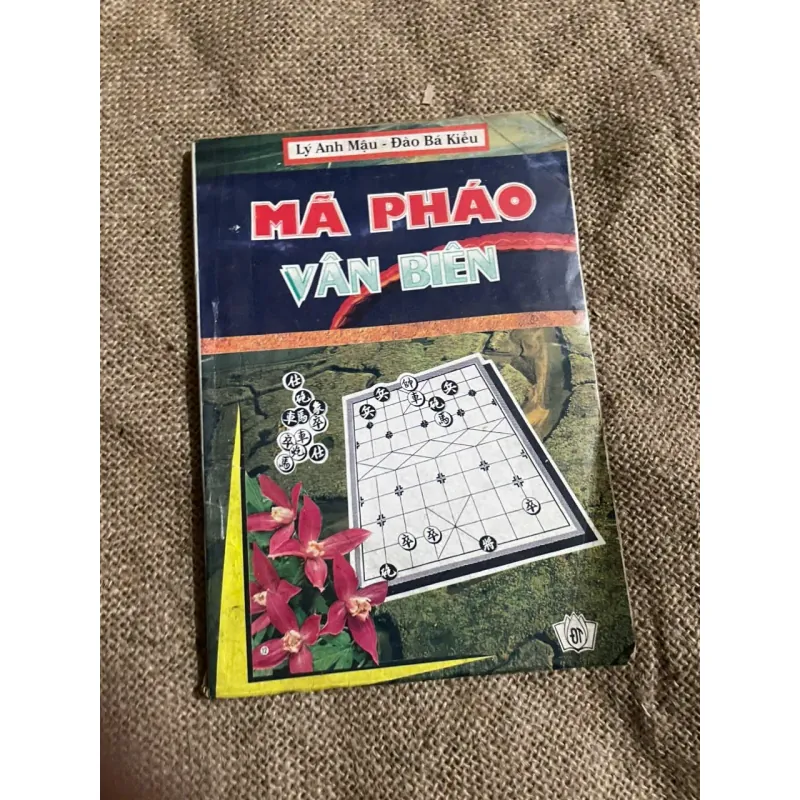 Lý Anh Mậu - Đào Bá Kiều
MÃ PHÁO
VÂN BIÊN